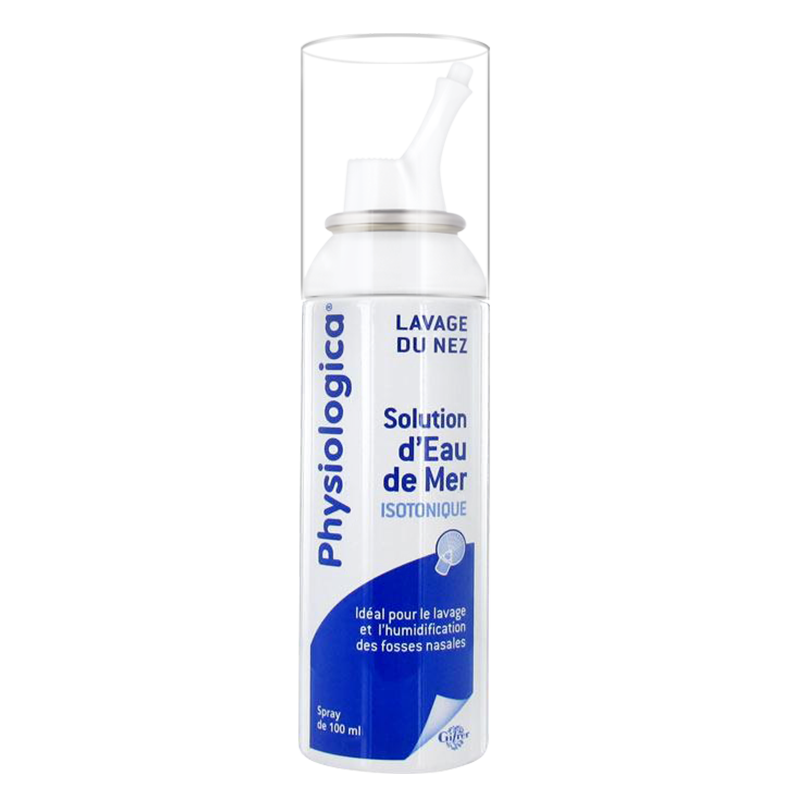 Physiologica®
LAVAGE
DU NEZ
Solution
d'Eau
de Mer
ISOTONIQUE
Idéal pour le lavage
et l'humidification
des fosses nasales
Spray
de 100 ml
Gifrer